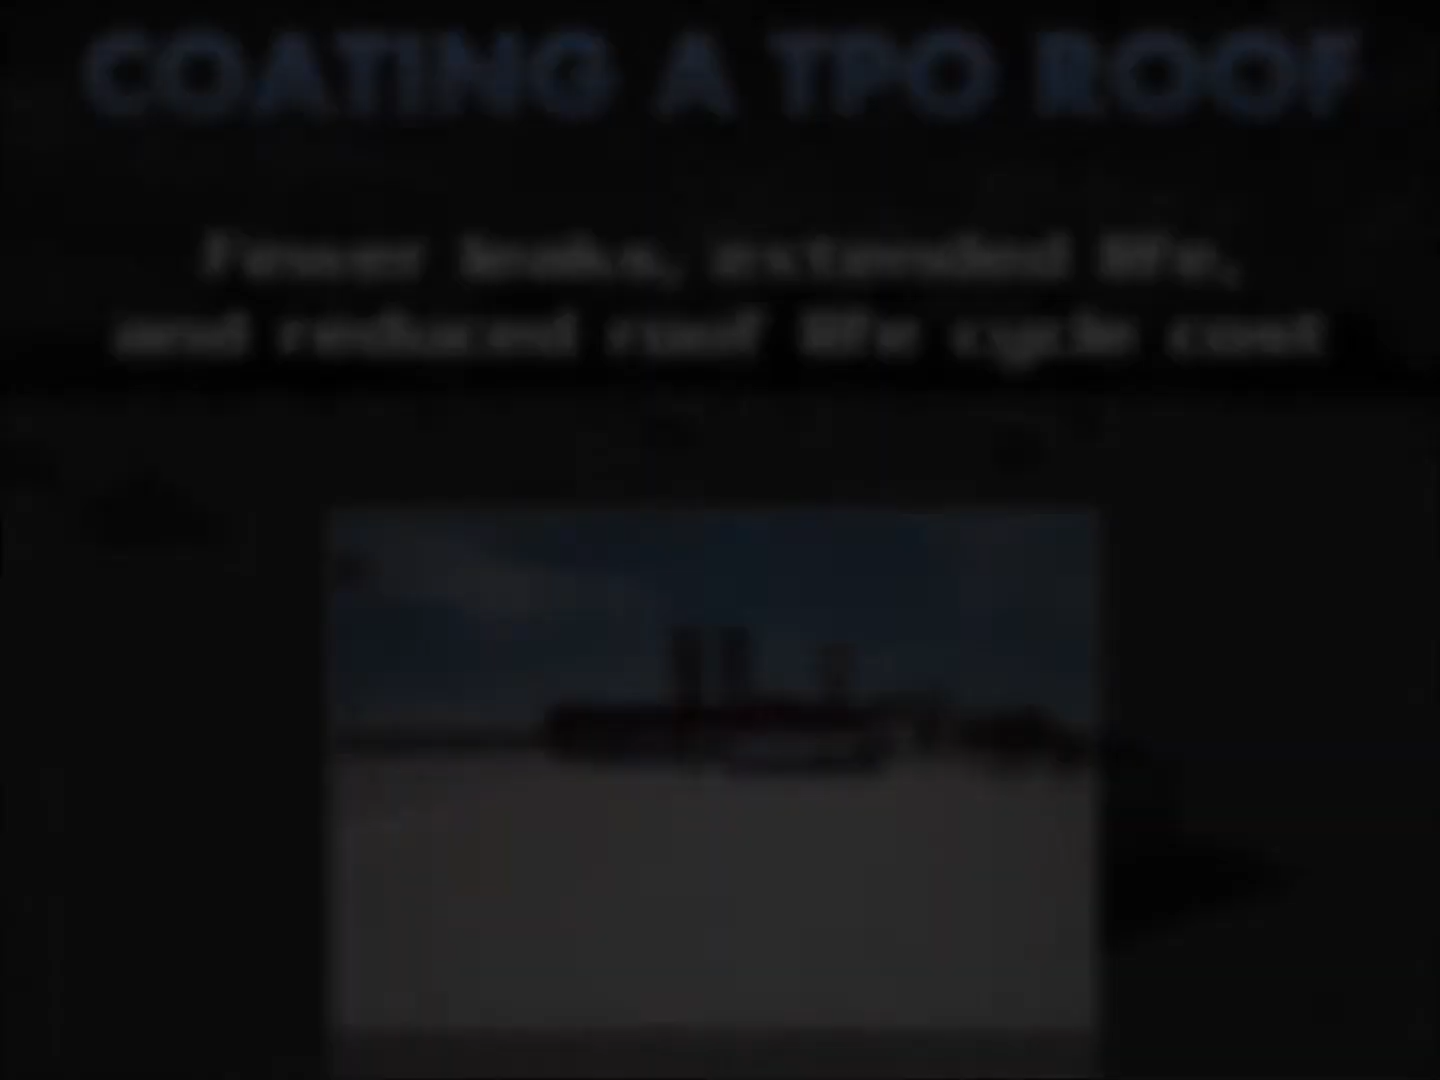 COATING A TPO ROOF
Fewer leaks, extended life,
and reduced roof life cycle cost